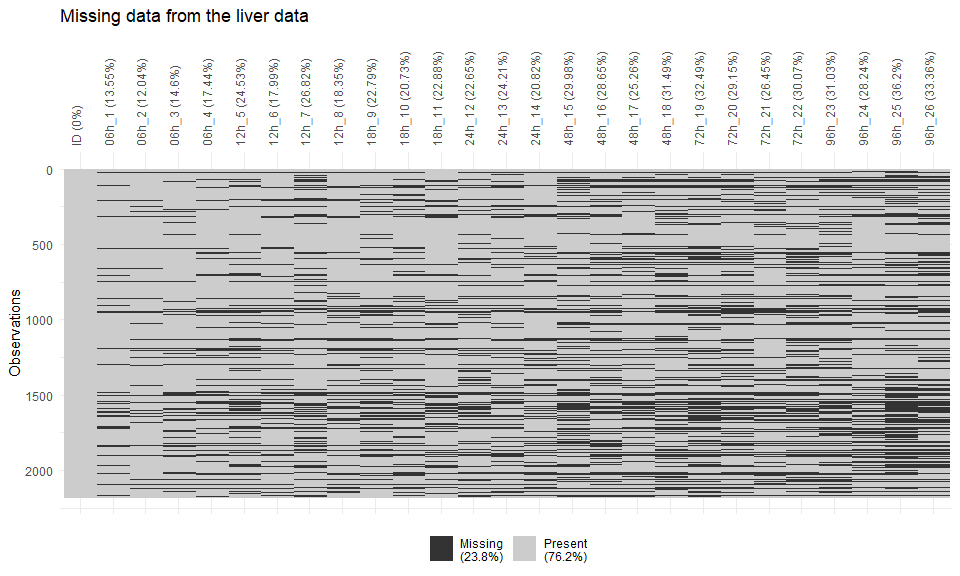 Missing data from the liver data
ID (0%)
06h_1 (13.55%)
06h_2 (12.04%)
06h_3 (14.6%)
06h_4 (17.44%)
12h_5 (24.53%)
12h_6 (17.99%)
12h_7 (26.82%)
12h_8 (18.35%)
18h_9 (22.79%)
18h_10 (20.73%)
18h_11 (22.88%)
24h_12 (22.65%)
24h_13 (24.21%)
24h_14 (20.82%)
48h_15 (29.98%)
48h_16 (28.65%)
48h_17 (25.26%)
48h_18 (31.49%)
72h_19 (32.49%)
72h_20 (29.15%)
72h_21 (26.45%)
72h_22 (30.07%)
96h_23 (31.03%)
96h_24 (28.24%)
96h_25 (36.2%)
96h_26 (33.36%)
0
500
1000
1500
2000
Observations
Missing
(23.8%)
Present
(76.2%)